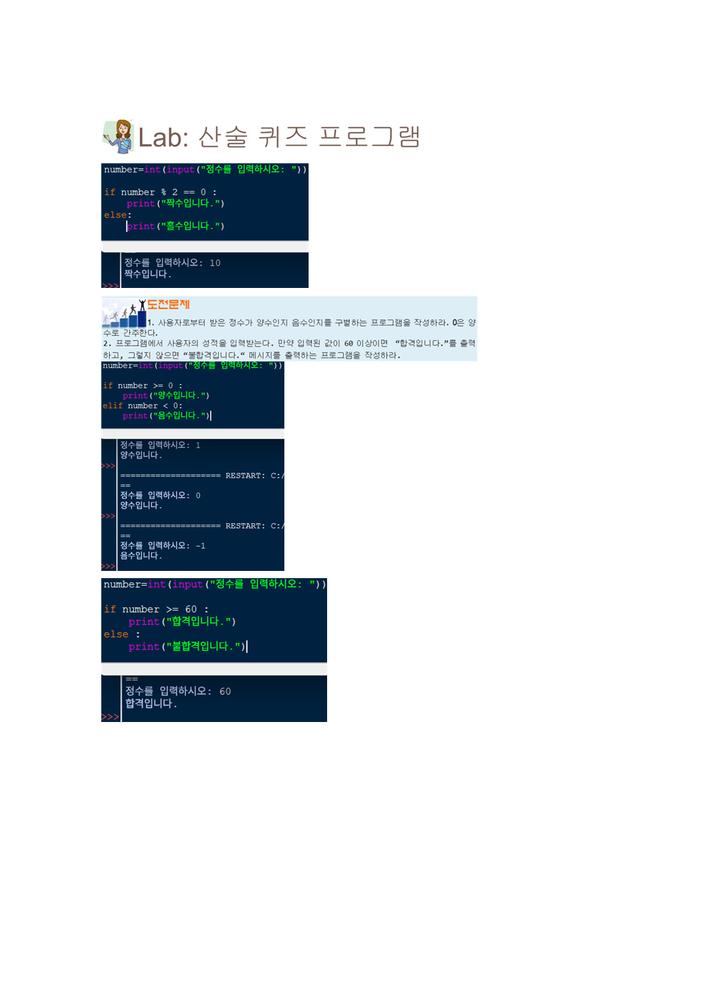 Lab: 산술 퀴즈 프로그램
number=int(input("정수를 입력하시오: "))
if number % 2 == 0 :
print("짝수입니다.")
else:
print("홀수입니다.")
정수를 입력하시오: 10
짝수입니다.
>>>
도전문제
1. 사용자로부터 받은 정수가 양수인지 음수인지를 구별하는 프로그램을 작성하라. 0은 양
수로 간주한다.
2. 프로그램에서 사용자의 성적을 입력받는다. 만약 입력된 값이 60 이상이면 “합격입니다.”를 출력
하고, 그렇지 않으면 “불합격입니다.“ 메시지를 출력하는 프로그램을 작성하라.
number=int(input("정수를 입력하시오: "))
if number >= 0 :
print("양수입니다.")
elif number < 0:
print("음수입니다.")
정수를 입력하시오: 1
양수입니다.
>>>
==================== RESTART: C:/
==
정수를 입력하시오: 0
양수입니다.
>>>
==================== RESTART: C:/
==
정수를 입력하시오: -1
음수입니다.
>>>
number=int(input("정수를 입력하시오: "))
if number >= 60 :
print("합격입니다.")
else :
print("불합격입니다.")
==
정수를 입력하시오: 60
합격입니다.
>>>